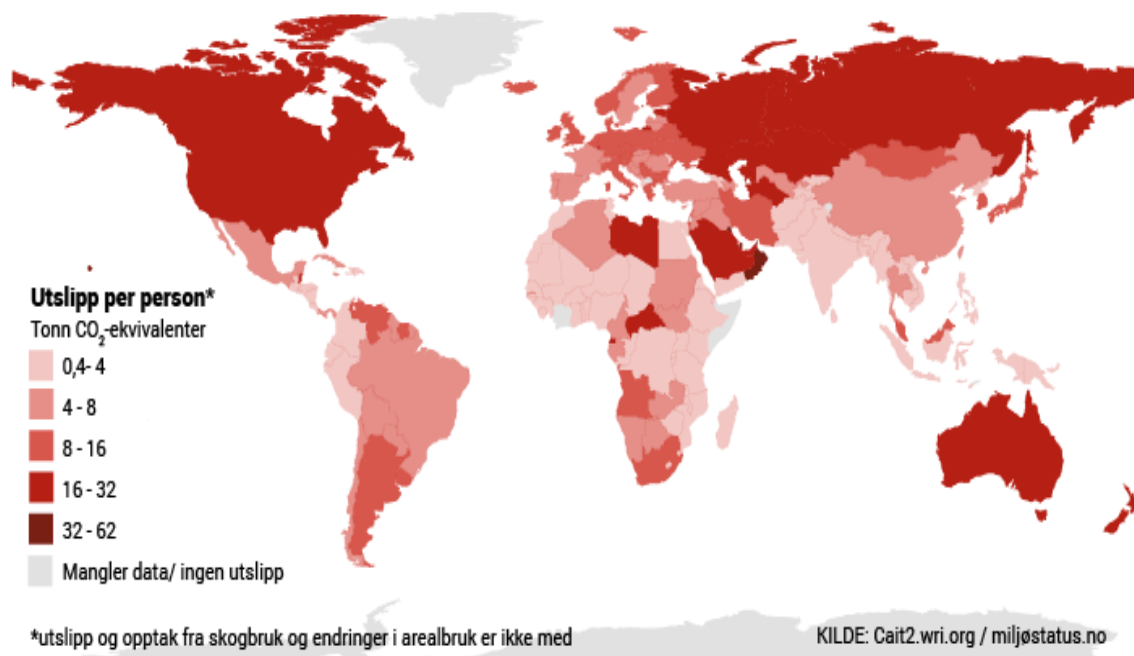 Utslipp per person*
Tonn CO₂-ekvivalenter
0,4- 4
4 - 8
8 - 16
16 - 32
32 - 62
Mangler data/ ingen utslipp
*utslipp og opptak fra skogbruk og endringer i arealbruk er ikke med
KILDE: Cait2.wri.org / miljøstatus.no